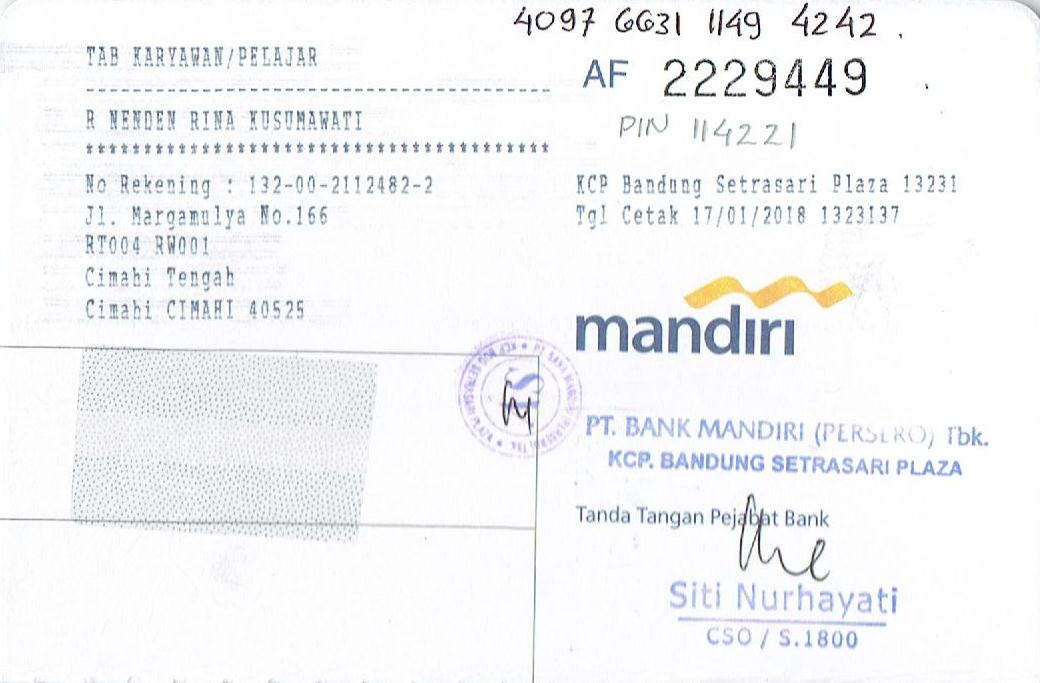 4097 6631 1149 4242 .
TAB KARYAWAN/PELAJAR
AF 2229449
----------------------------------------
R NENDEN RINA KUSUMAWATI
PIN 114221
****************************************
No Rekening : 132-00-2112482-2
KCP Bandung Setrasari Plaza 13231
Jl. Margamulya No.166
Tgl Cetak 17/01/2018 1323137
RT004 RW001
Cimahi Tengah
Cimahi CIMAHI 40525
mandiri
PT. BANK MANDIRI (PERSERO) Tbk.
KCP. BANDUNG SETRASARI PLAZA
Tanda Tangan Pejabat Bank
Siti Nurhayati
CSO / S.1800